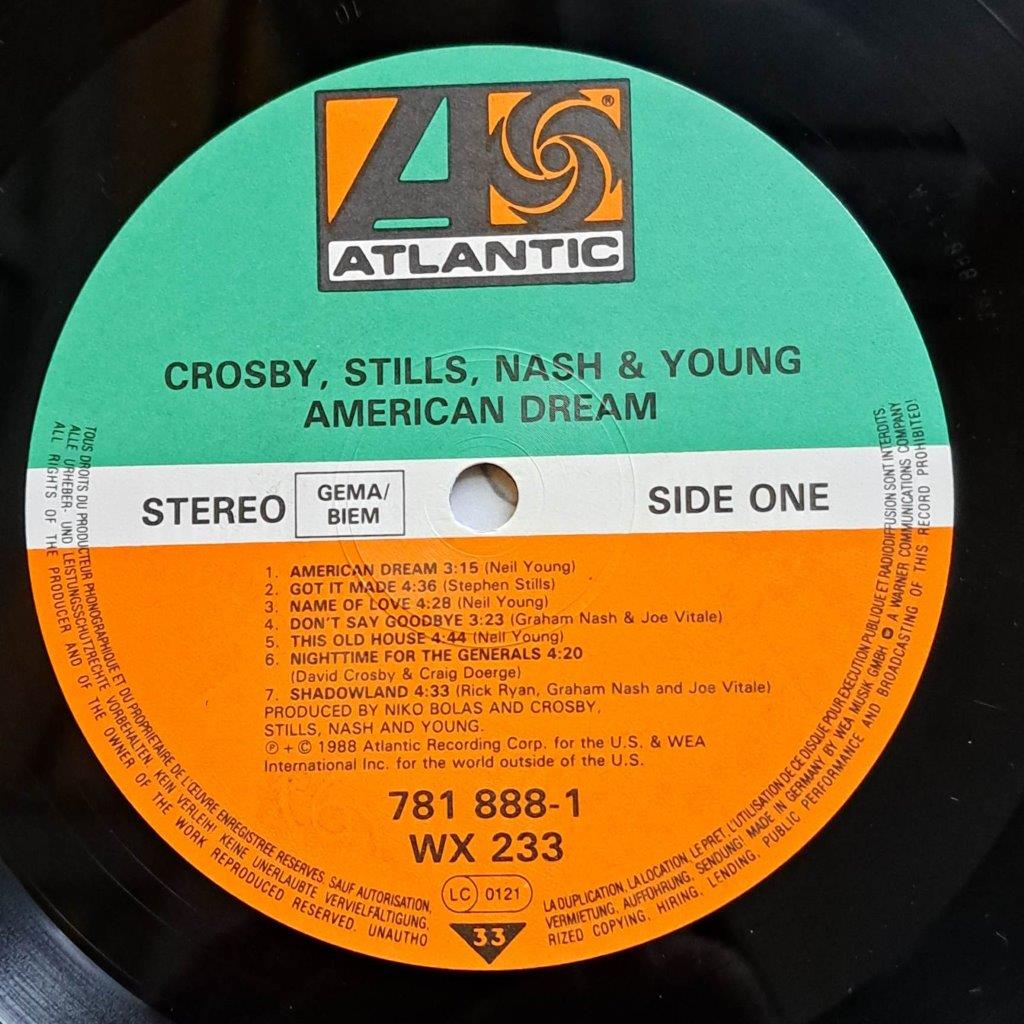 ATLANTIC
®
CROSBY, STILLS, NASH & YOUNG
AMERICAN DREAM
STEREO
GEMA/
BIEM
SIDE ONE
1. AMERICAN DREAM 3:15 (Neil Young)
2. GOT IT MADE 4:36 (Stephen Stills)
3. NAME OF LOVE 4:28 (Neil Young)
4. DON'T SAY GOODBYE 3:23 (Graham Nash & Joe Vitale)
5. THIS OLD HOUSE 4:44 (Neil Young)
6. NIGHTTIME FOR THE GENERALS 4:20
(David Crosby & Craig Doerge)
7. SHADOWLAND 4:33 (Rick Ryan, Graham Nash and Joe Vitale)
PRODUCED BY NIKO BOLAS AND CROSBY,
STILLS, NASH AND YOUNG.
℗ + © 1988 Atlantic Recording Corp. for the U.S. & WEA
International Inc. for the world outside of the U.S.
781 888-1
WX 233
LC 0121
33
TOUS DROITS DU PRODUCTEUR PHONOGRAPHIQUE ET DU PROPRIETAIRE DE L'ŒUVRE ENREGISTREE RESERVES. SAUF AUTORISATION,
LA DUPLICATION, LA LOCATION, LE PRET, L'UTILISATION DE CE DISQUE POUR EXECUTION PUBLIQUE ET RADIODIFFUSION SONT INTERDITS.
ALLE URHEBER- UND LEISTUNGSSCHUTZRECHTE VORBEHALTEN. KEIN VERLEIH! KEINE UNERLAUBTE VERVIELFÄLTIGUNG,
VERMIETUNG, AUFFÜHRUNG, SENDUNG! MADE IN GERMANY BY WEA MUSIK GMBH A WARNER COMMUNICATIONS COMPANY
ALL RIGHTS OF THE PRODUCER AND OF THE OWNER OF THE WORK REPRODUCED RESERVED. UNAUTHO
RIZED COPYING, HIRING, LENDING, PUBLIC PERFORMANCE AND BROADCASTING OF THIS RECORD PROHIBITED!